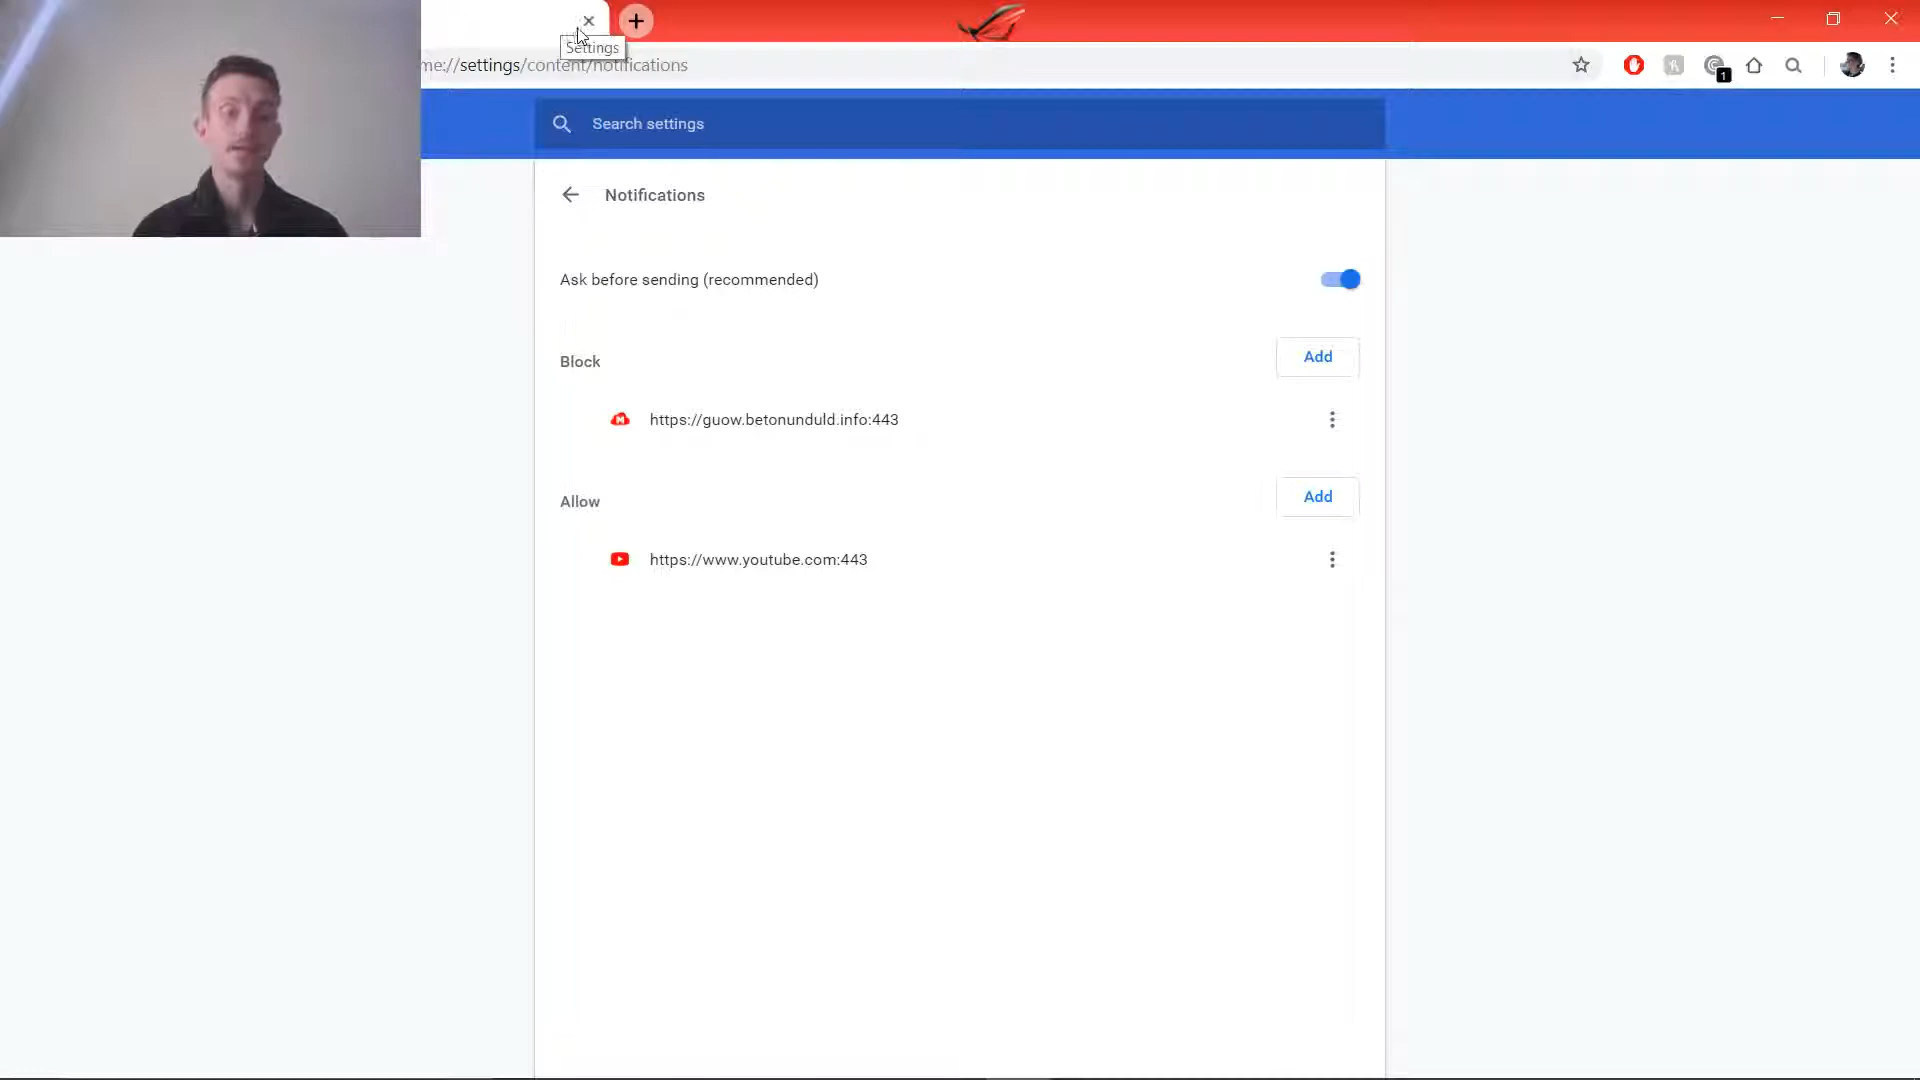 Settings
me://settings/content/notifications
1
Search settings
Notifications
Ask before sending (recommended)
Block
Add
https://guow.betonunduld.info:443
Allow
Add
https://www.youtube.com:443